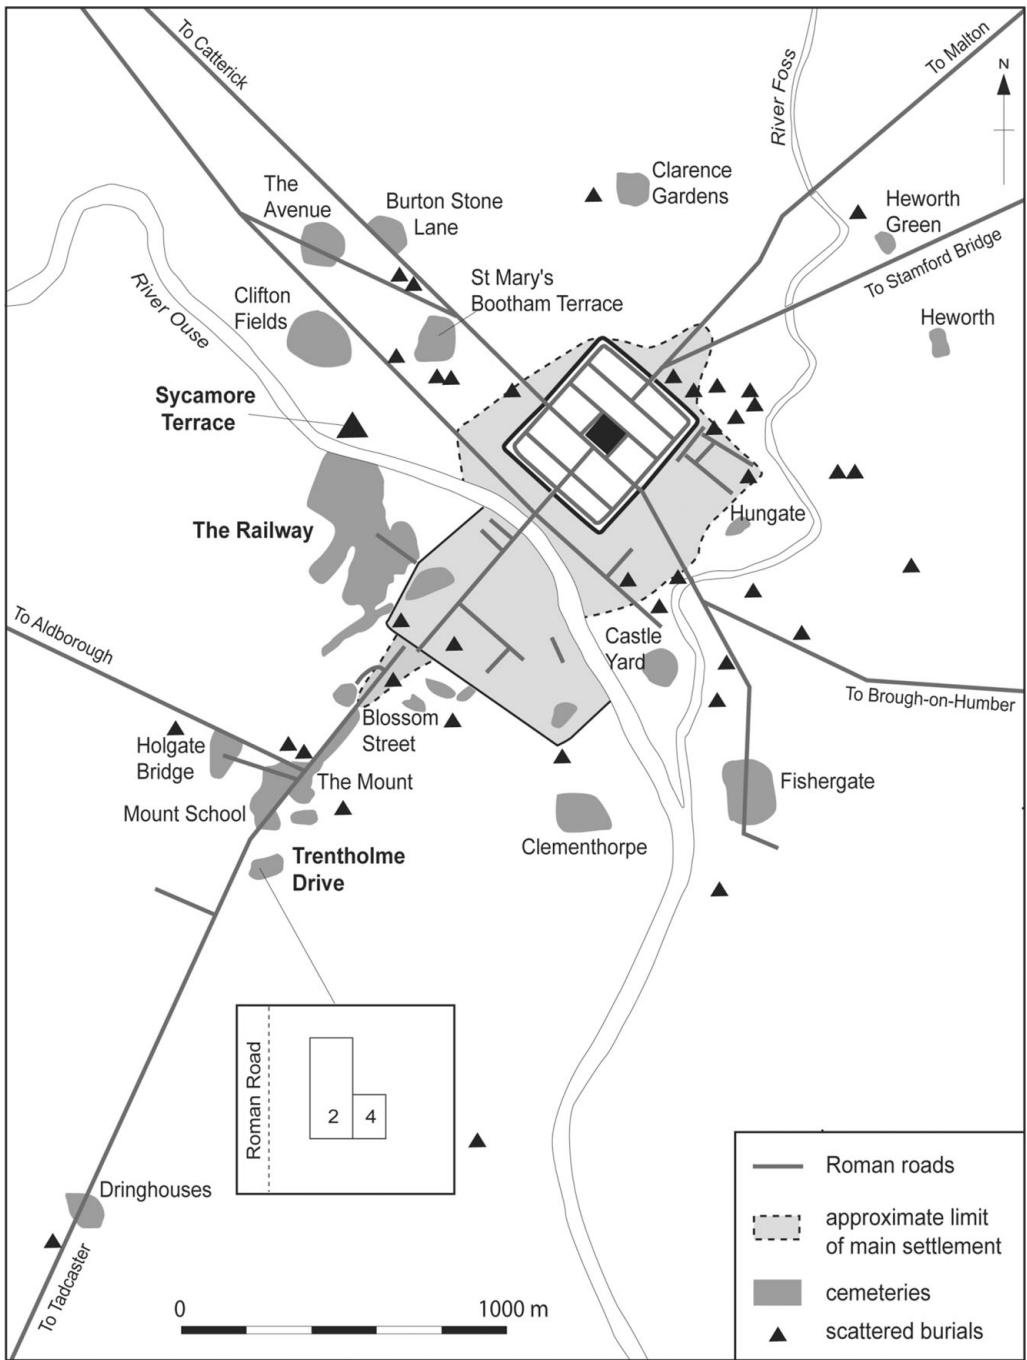 To Catterick
River Foss
To Malton
N
Clarence
Gardens
The
Avenue
Burton Stone
Lane
Heworth
Green
To Stamford Bridge
St Mary's
Bootham Terrace
River Ouse
Clifton
Fields
Heworth
Sycamore
Terrace
The Railway
Hungate
To Aldborough
Castle
Yard
To Brough-on-Humber
Blossom
Street
Holgate
Bridge
The Mount
Fishergate
Mount School
Clementhorpe
Trentholme
Drive
Roman Road
2
4
Dringhouses
To Tadcaster
0
1000 m
Roman roads
approximate limit
of main settlement
cemeteries
scattered burials